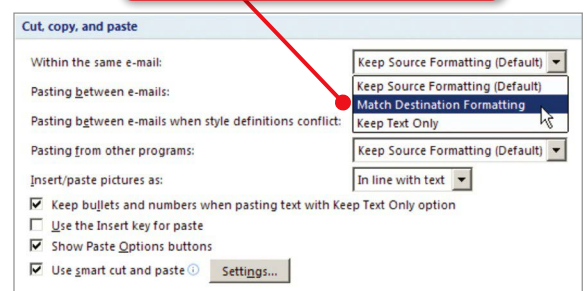 Cut, copy, and paste
Within the same e-mail: Keep Source Formatting (Default)
Pasting between e-mails: Keep Source Formatting (Default)
Match Destination Formatting
Pasting between e-mails when style definitions conflict: Keep Text Only
Pasting from other programs: Keep Source Formatting (Default)
Insert/paste pictures as: In line with text
Keep bullets and numbers when pasting text with Keep Text Only option
Use the Insert key for paste
Show Paste Options buttons
Use smart cut and paste Settings...